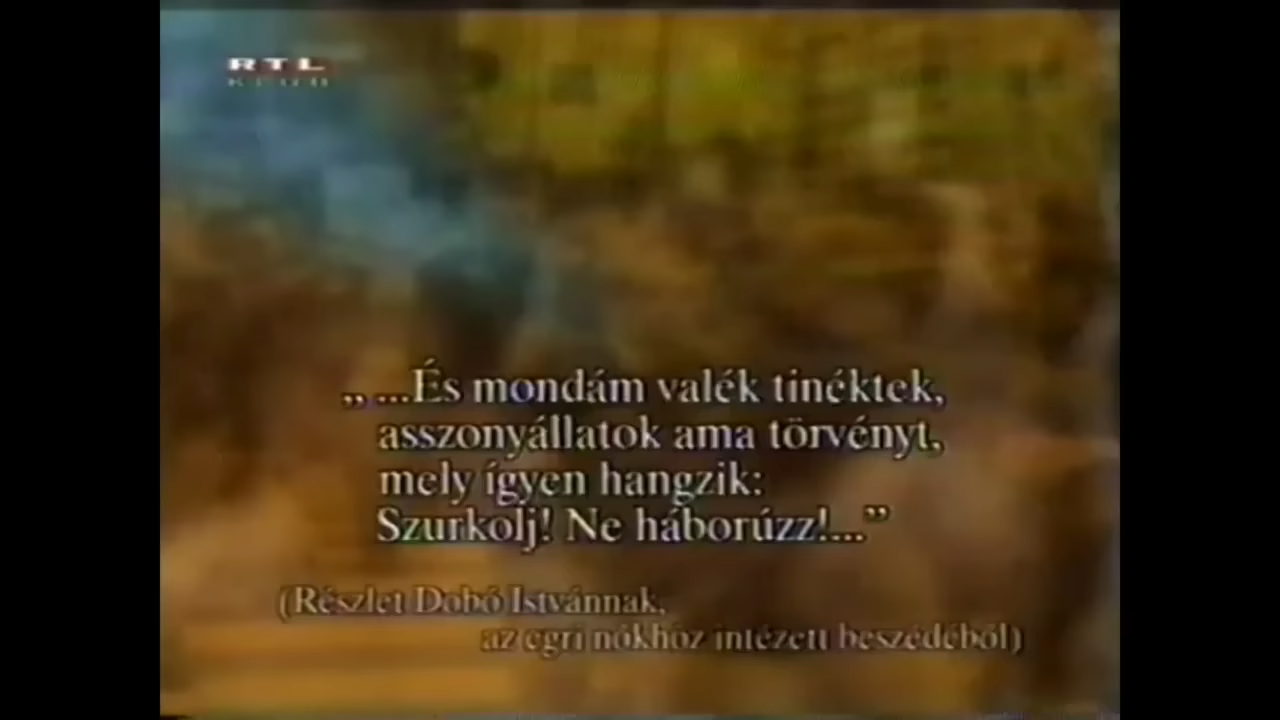 RTL
KLUB
„ ...És mondám valék tinéktek,
asszonyállatok ama törvényt,
mely ígyen hangzik:
Szurkolj! Ne háborúzz!...”
(Részlet Dobó Istvánnak,
az egri nőkhöz intézett beszédéből)